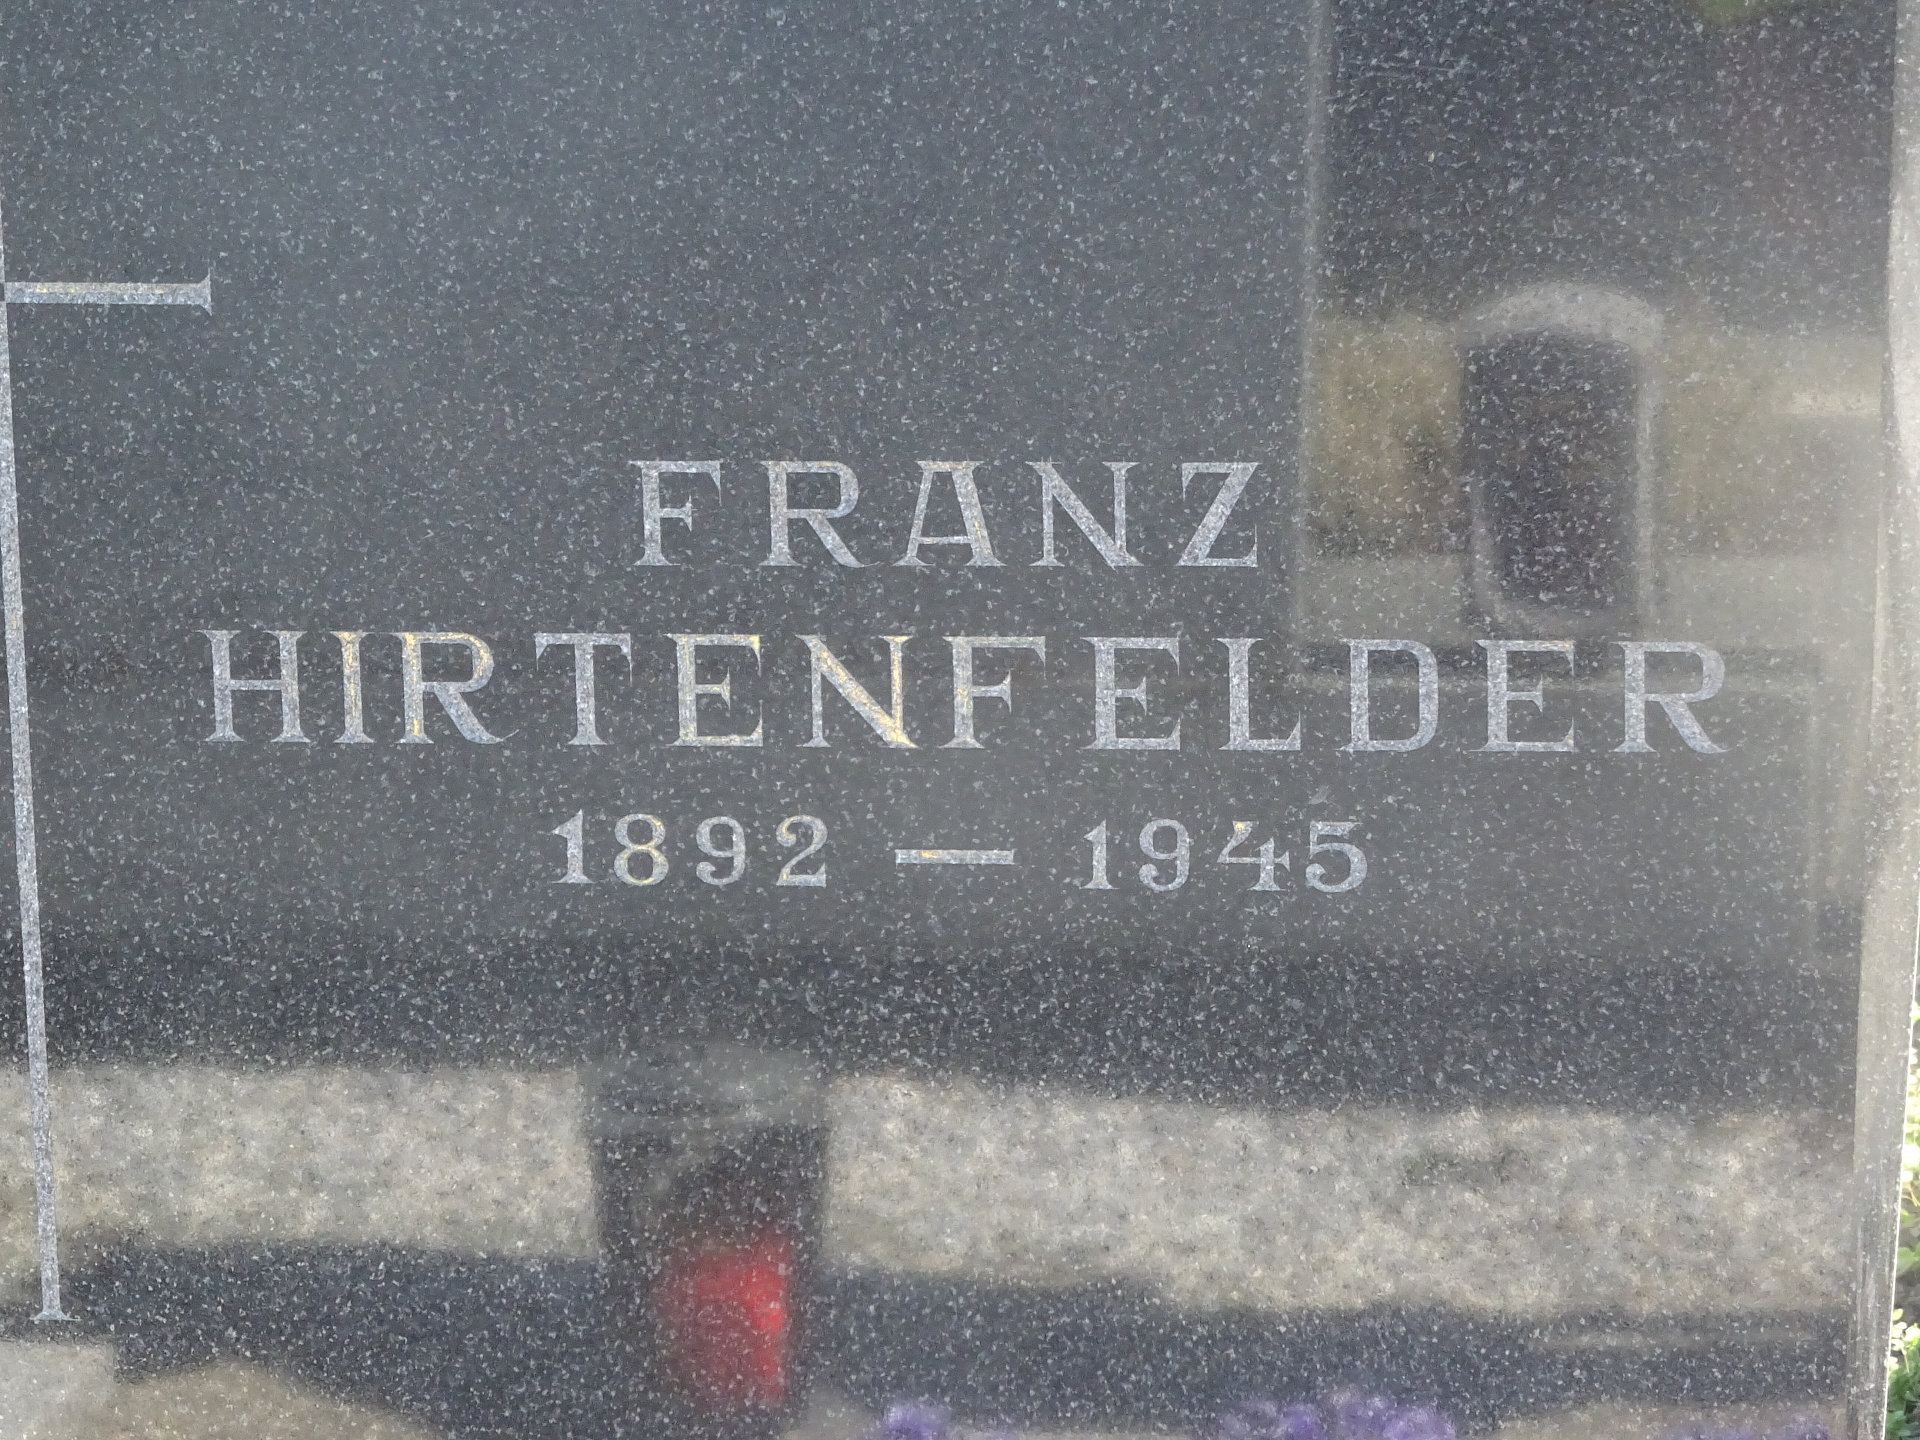 FRANZ
HIRTENFELDER
1892 — 1945